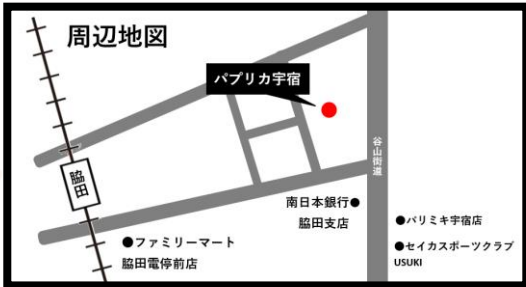 周辺地図
パプリカ宇宿
谷山街道
脇田
南日本銀行●
脇田支店
●パリミキ宇宿店
●ファミリーマート
脇田電停前店
●セイカスポーツクラブ
USUKI